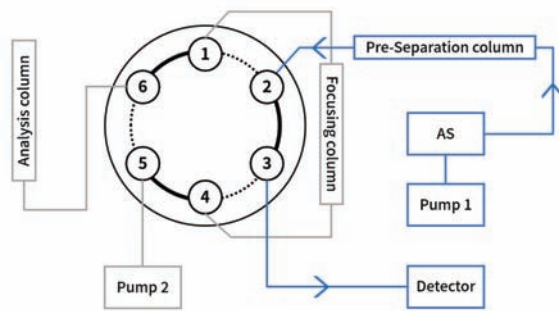 1
Pre-Separation column
6
2
Analysis column
Focusing column
AS
5
3
4
Pump 1
Pump 2
Detector